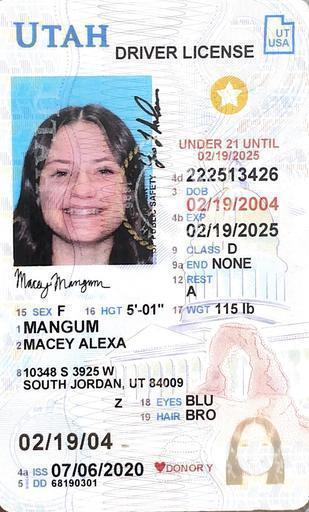 UTAH DRIVER LICENSE
UT
USA
UNDER 21 UNTIL
02/19/2025
4d 222513426
3 DOB
02/19/2004
4b EXP
02/19/2025
9 CLASS D
9a END NONE
12 REST
A
Macey Mangum
15 SEX F 16 HGT 5'-01" 17 WGT 115 lb
1 MANGUM
2 MACEY ALEXA
8 10348 S 3925 W
SOUTH JORDAN, UT 84009
Z 18 EYES BLU
19 HAIR BRO
02/19/04
4a ISS 07/06/2020 DONOR Y
5 DD 68190301